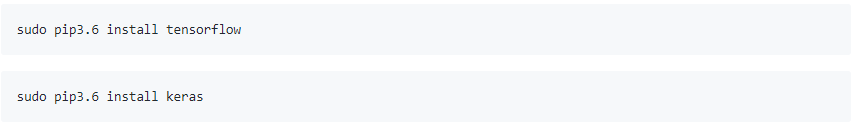 sudo pip3.6 install tensorflow
sudo pip3.6 install keras